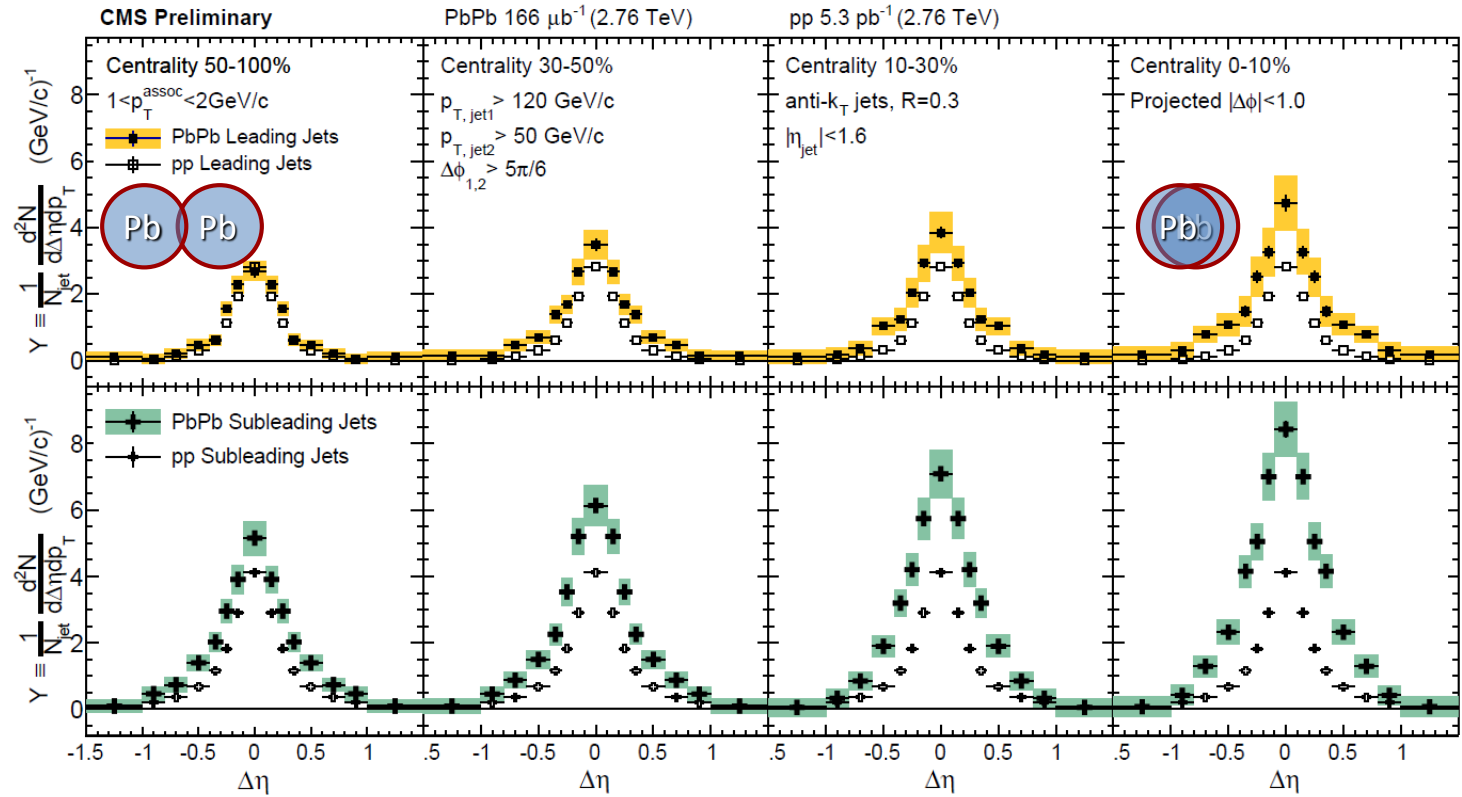 CMS Preliminary
PbPb 166 μb⁻¹ (2.76 TeV)
pp 5.3 pb⁻¹ (2.76 TeV)
Centrality 50-100%
1<p_T^assoc<2GeV/c
PbPb Leading Jets
pp Leading Jets
Pb Pb
Centrality 30-50%
p_T, jet1 > 120 GeV/c
p_T, jet2 > 50 GeV/c
Δϕ_1,2 > 5π/6
Centrality 10-30%
anti-k_T jets, R=0.3
|η_jet|<1.6
Centrality 0-10%
Projected |Δϕ|<1.0
Pb b
Y ≡ 1/N_jet d²N/dΔηdp_T (GeV/c)⁻¹
8
6
4
2
0
PbPb Subleading Jets
pp Subleading Jets
Y ≡ 1/N_jet d²N/dΔηdp_T (GeV/c)⁻¹
8
6
4
2
0
-1.5 -1 -0.5 0 0.5 1 .5 -1 -0.5 0 0.5 1 .5 -1 -0.5 0 0.5 1 .5 -1 -0.5 0 0.5 1
Δη Δη Δη Δη